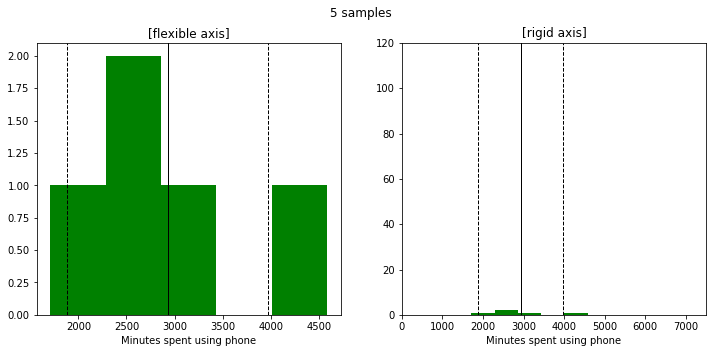 5 samples
[flexible axis]
2.00
1.75
1.50
1.25
1.00
0.75
0.50
0.25
0.00
2000 2500 3000 3500 4000 4500
Minutes spent using phone
[rigid axis]
120
100
80
60
40
20
0
0 1000 2000 3000 4000 5000 6000 7000
Minutes spent using phone